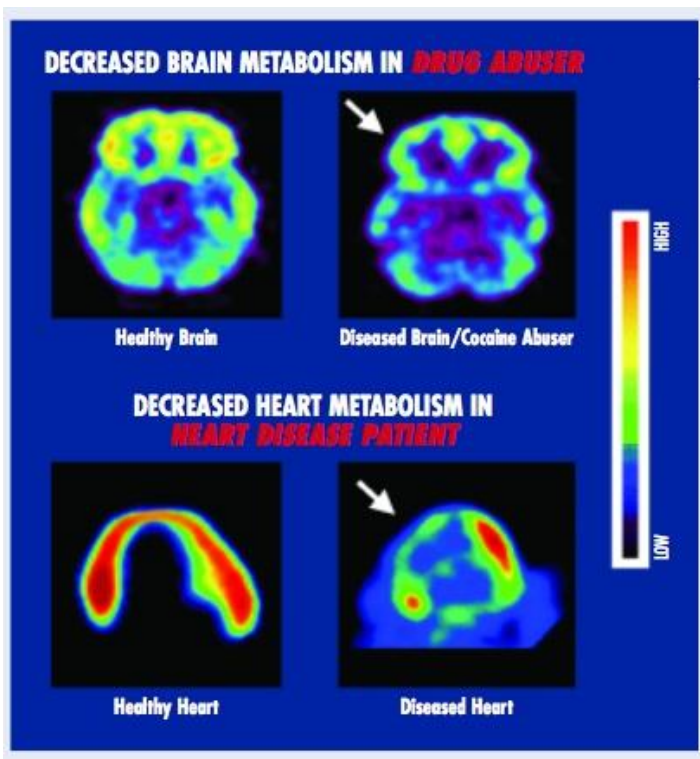 DECREASED BRAIN METABOLISM IN DRUG ABUSER
Healthy Brain
Diseased Brain/Cocaine Abuser
HIGH
LOW
DECREASED HEART METABOLISM IN
HEART DISEASE PATIENT
Healthy Heart
Diseased Heart